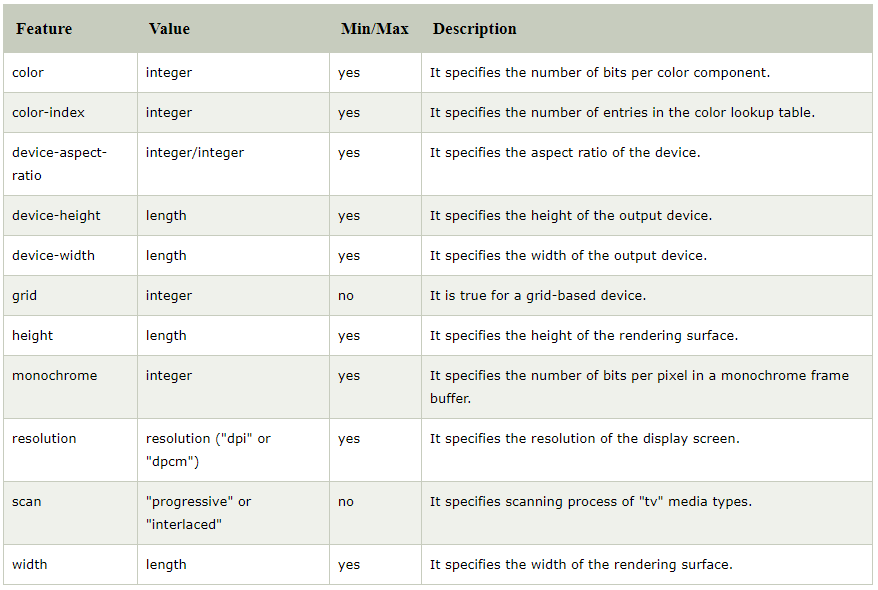 Feature Value Min/Max Description
color integer yes It specifies the number of bits per color component.
color-index integer yes It specifies the number of entries in the color lookup table.
device-aspect- integer/integer yes It specifies the aspect ratio of the device.
ratio
device-height length yes It specifies the height of the output device.
device-width length yes It specifies the width of the output device.
grid integer no It is true for a grid-based device.
height length yes It specifies the height of the rendering surface.
monochrome integer yes It specifies the number of bits per pixel in a monochrome frame
buffer.
resolution resolution ("dpi" or yes It specifies the resolution of the display screen.
"dpcm")
scan "progressive" or no It specifies scanning process of "tv" media types.
"interlaced"
width length yes It specifies the width of the rendering surface.